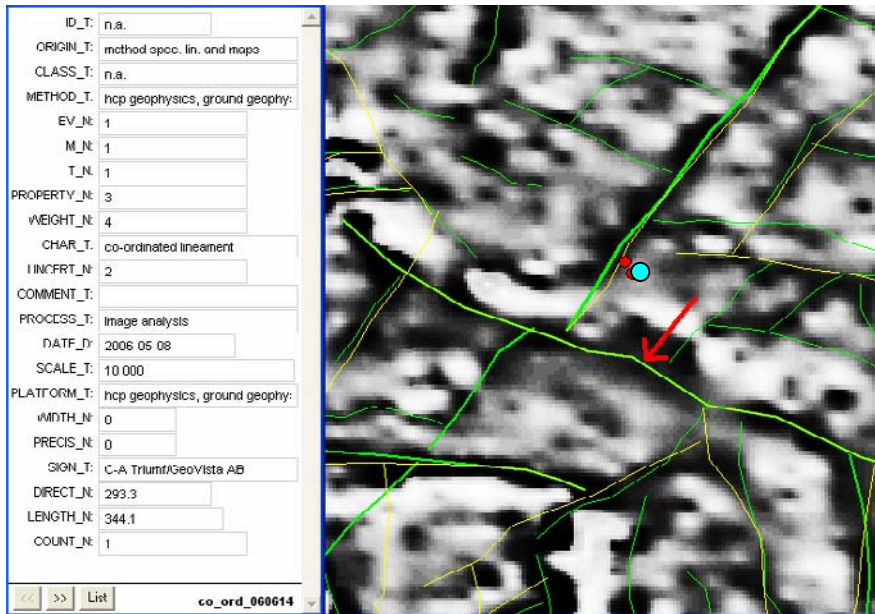 ID_T: n.a.
ORIGIN_T: method spec. lin. and maps
CLASS_T: n.a.
METHOD_T: hcp geophysics, ground geophy:
EV_N: 1
M_N: 1
T_N: 1
PROPERTY_N: 3
WEIGHT_N: 4
CHAR_T: co-ordinated lineament
UNCERT_N: 2
COMMENT_T:
PROCESS_T: Image analysis
DATE_D: 2006 05 08
SCALE_T: 10 000
PLATFORM_T: hcp geophysics, ground geophy:
WIDTH_N: 0
PRECIS_N: 0
SIGN_T: C-A Triumf/GeoVista AB
DIRECT_N: 293.3
LENGTH_N: 344.1
COUNT_N: 1
<< >> List co_ord_060614